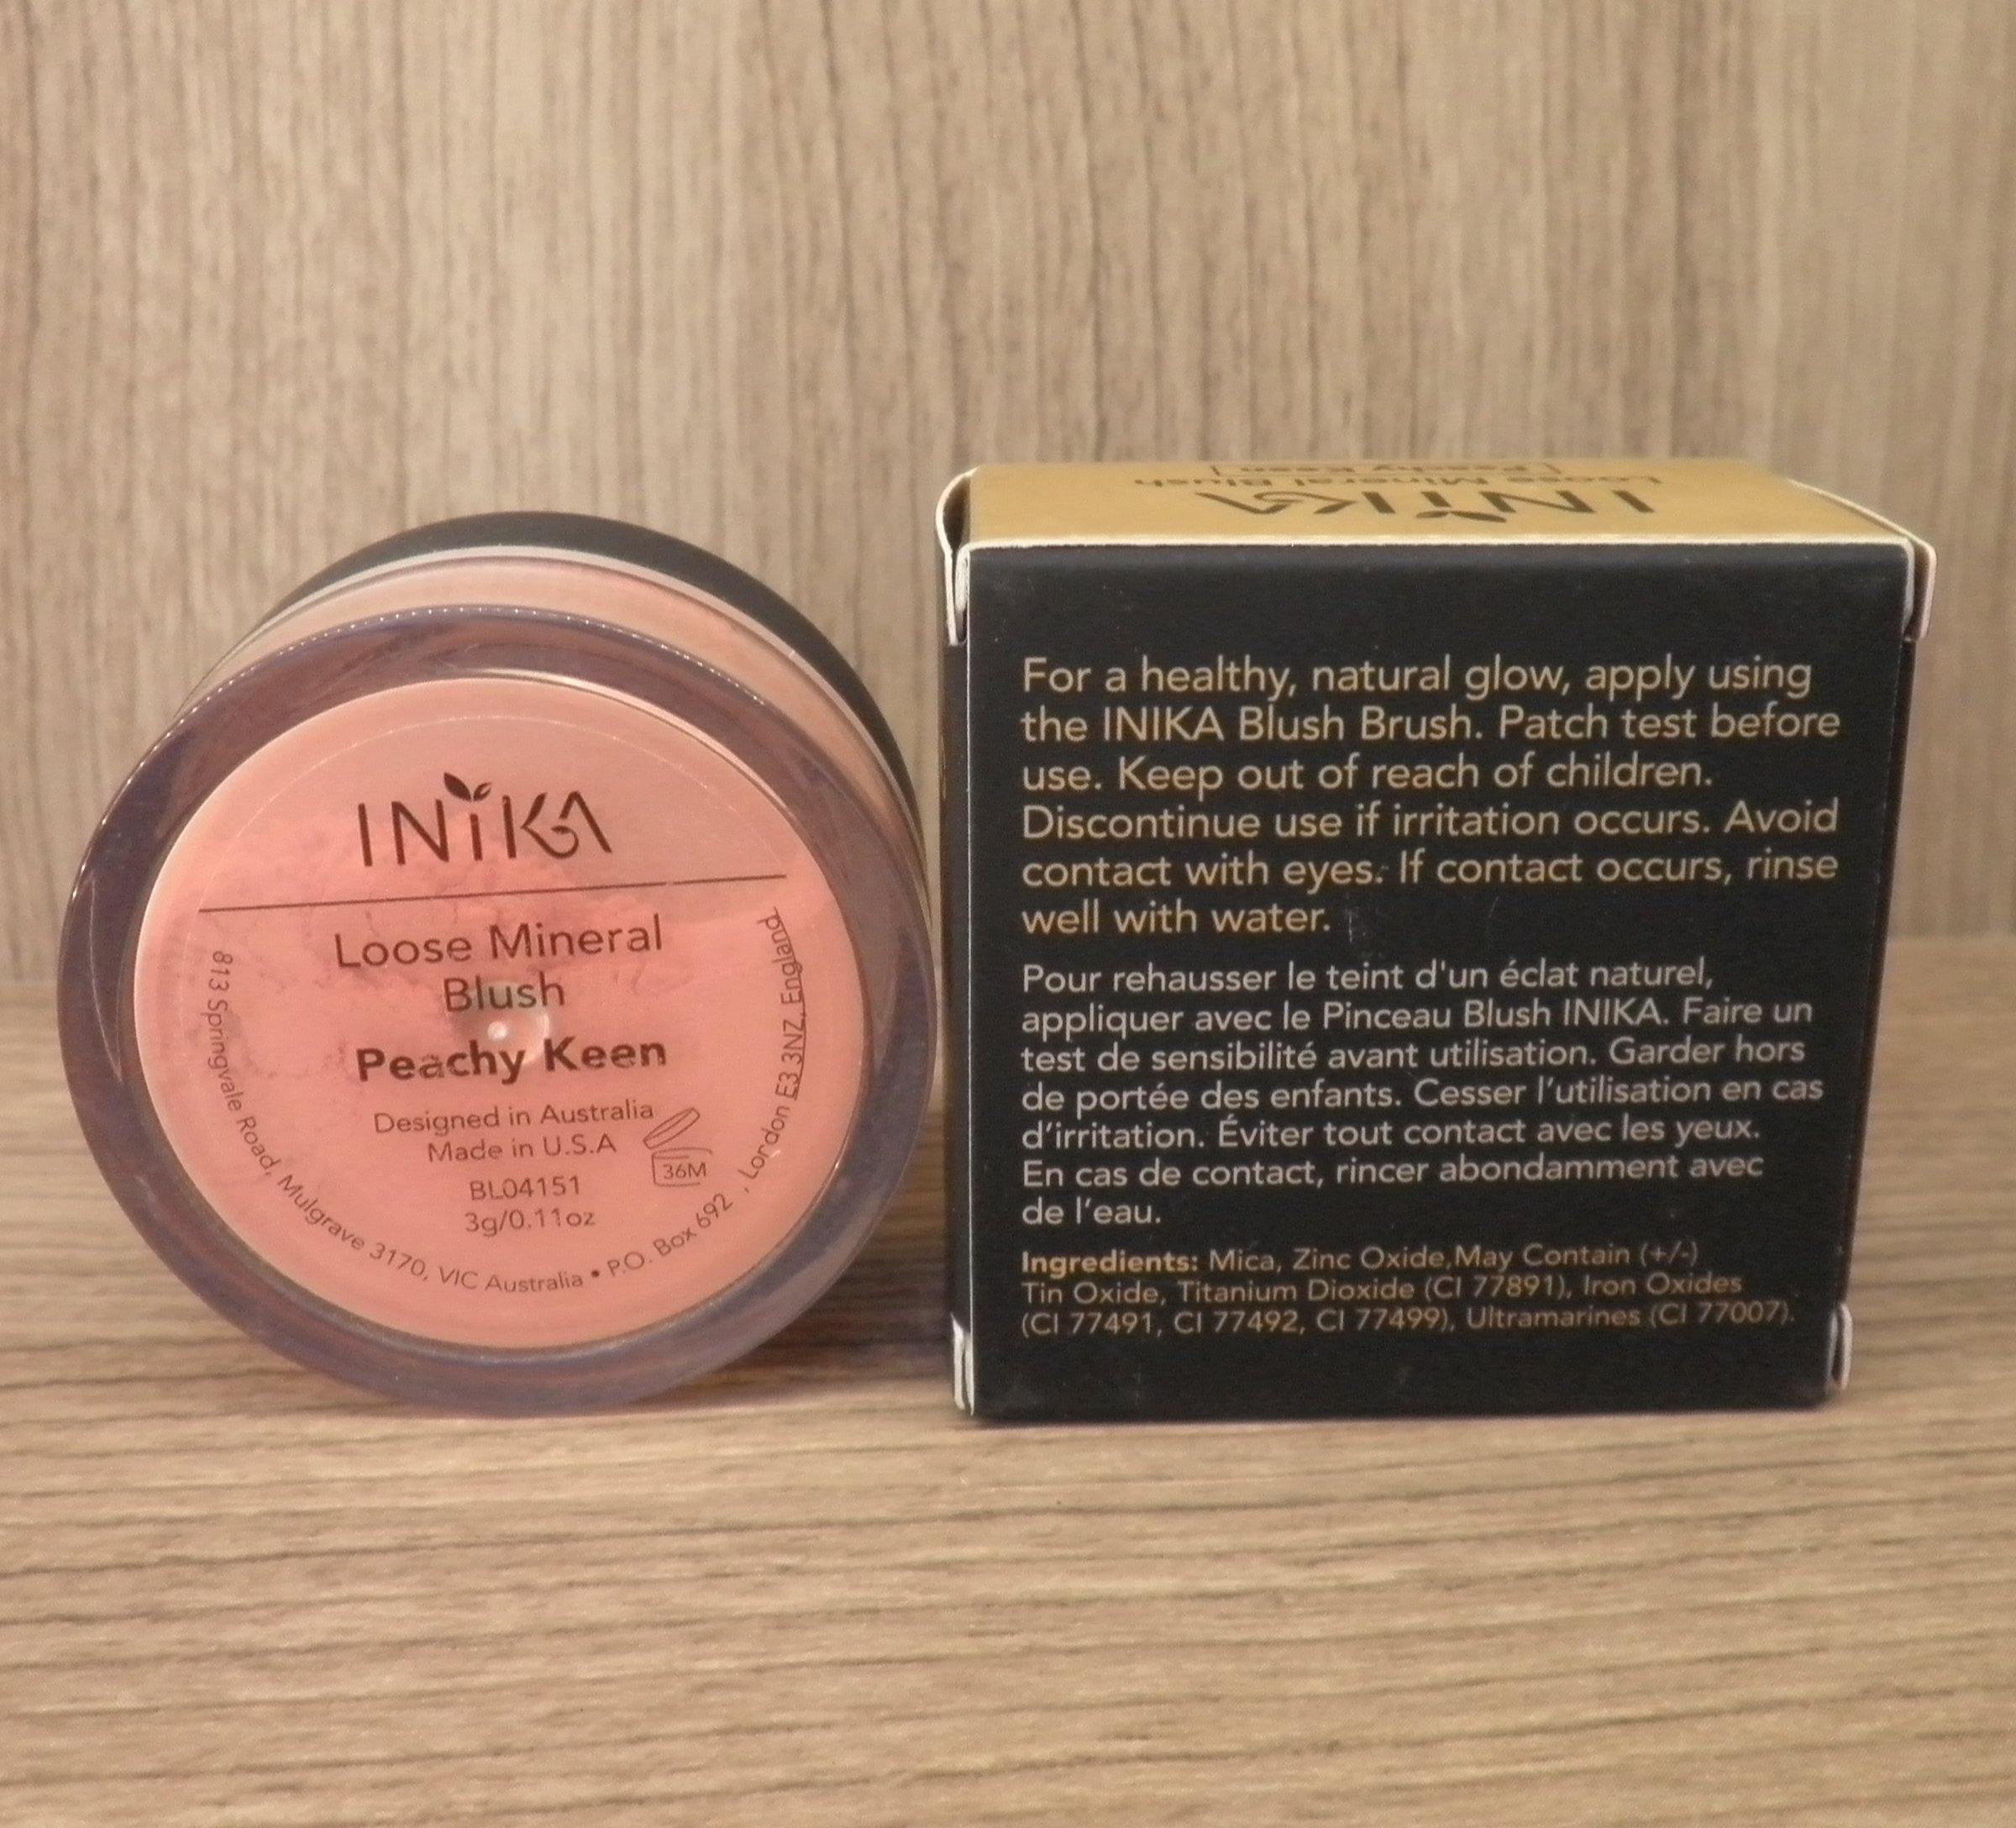 INIKA
Loose Mineral
Blush
Peachy Keen
Designed in Australia
Made in U.S.A
36M
BL04151
3g/0.11oz
813 Springvale Road, Mulgrave 3170, VIC Australia • P.O. Box 692 , London E3 3NZ, England
INIKA
Loose Mineral Blush
[Peachy Keen]
For a healthy, natural glow, apply using
the INIKA Blush Brush. Patch test before
use. Keep out of reach of children.
Discontinue use if irritation occurs. Avoid
contact with eyes. If contact occurs, rinse
well with water.
Pour rehausser le teint d'un éclat naturel,
appliquer avec le Pinceau Blush INIKA. Faire un
test de sensibilité avant utilisation. Garder hors
de portée des enfants. Cesser l'utilisation en cas
d'irritation. Éviter tout contact avec les yeux.
En cas de contact, rincer abondamment avec
de l'eau.
Ingredients: Mica, Zinc Oxide,May Contain (+/-)
Tin Oxide, Titanium Dioxide (CI 77891), Iron Oxides
(CI 77491, CI 77492, CI 77499), Ultramarines (CI 77007).